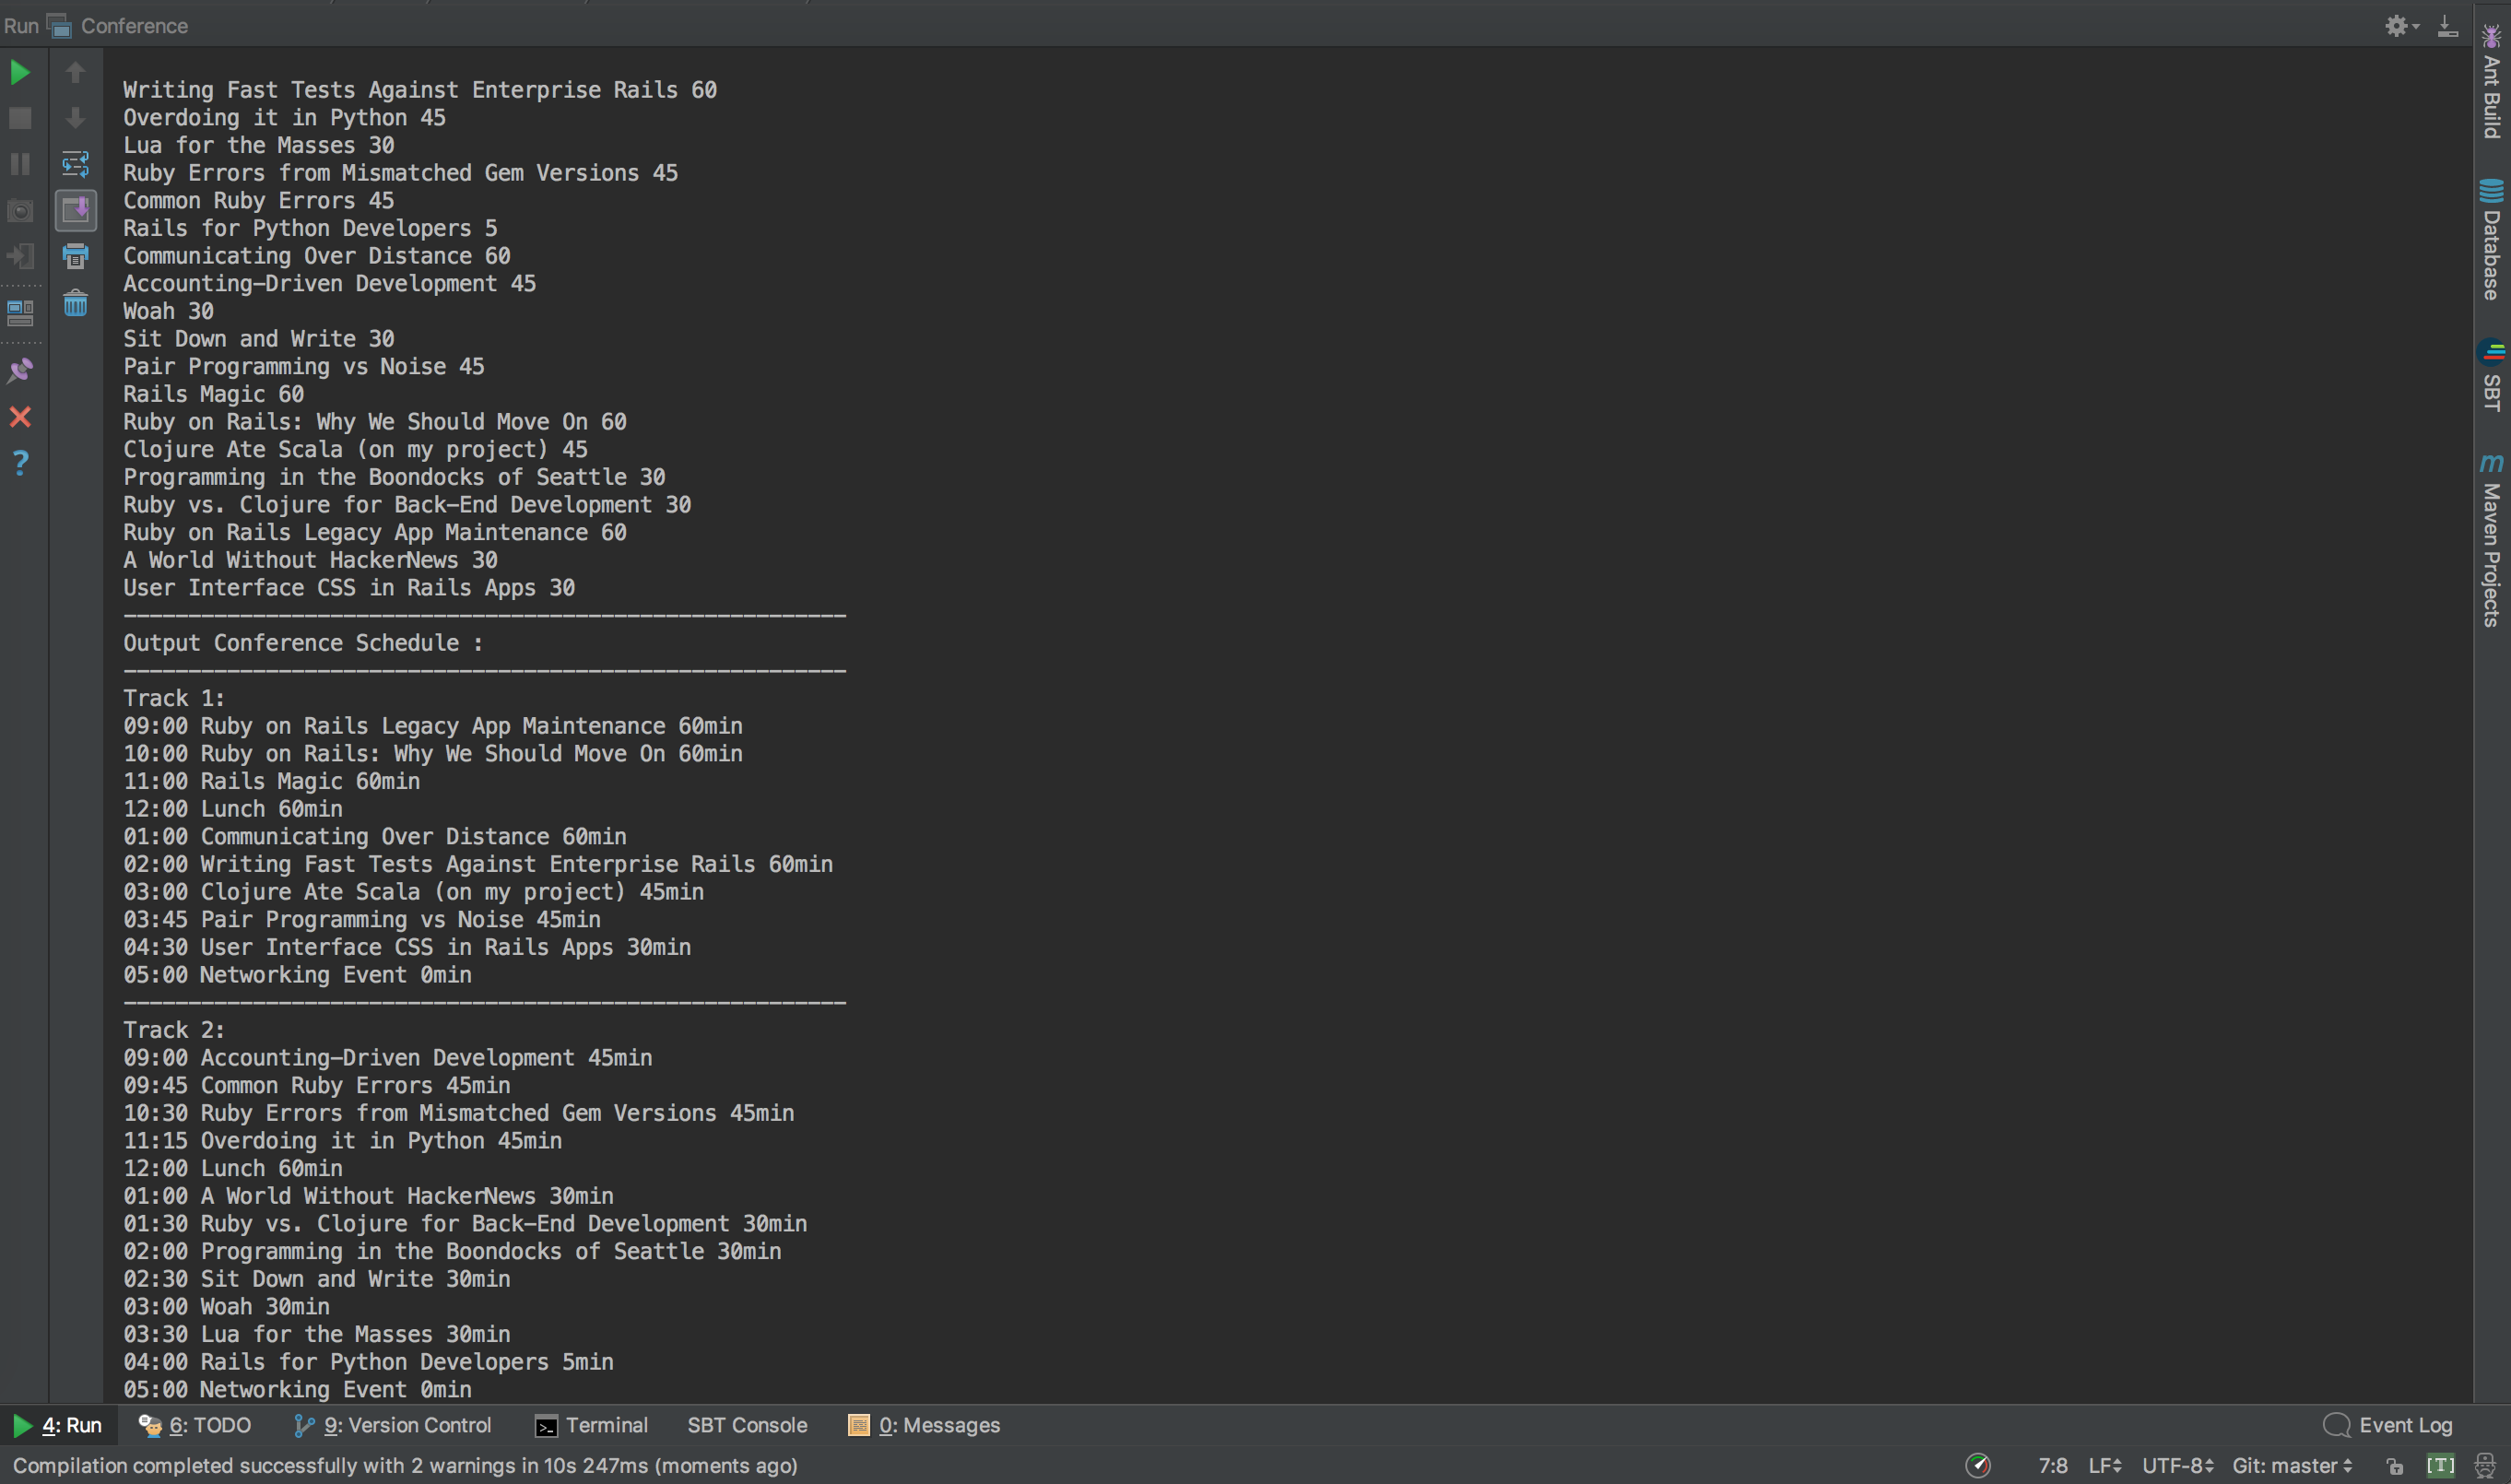 Run Conference
Writing Fast Tests Against Enterprise Rails 60
Overdoing it in Python 45
Lua for the Masses 30
Ruby Errors from Mismatched Gem Versions 45
Common Ruby Errors 45
Rails for Python Developers 5
Communicating Over Distance 60
Accounting-Driven Development 45
Woah 30
Sit Down and Write 30
Pair Programming vs Noise 45
Rails Magic 60
Ruby on Rails: Why We Should Move On 60
Clojure Ate Scala (on my project) 45
Programming in the Boondocks of Seattle 30
Ruby vs. Clojure for Back-End Development 30
Ruby on Rails Legacy App Maintenance 60
A World Without HackerNews 30
User Interface CSS in Rails Apps 30
--------------------------------------------------------
Output Conference Schedule :
--------------------------------------------------------
Track 1:
09:00 Ruby on Rails Legacy App Maintenance 60min
10:00 Ruby on Rails: Why We Should Move On 60min
11:00 Rails Magic 60min
12:00 Lunch 60min
01:00 Communicating Over Distance 60min
02:00 Writing Fast Tests Against Enterprise Rails 60min
03:00 Clojure Ate Scala (on my project) 45min
03:45 Pair Programming vs Noise 45min
04:30 User Interface CSS in Rails Apps 30min
05:00 Networking Event 0min
--------------------------------------------------------
Track 2:
09:00 Accounting-Driven Development 45min
09:45 Common Ruby Errors 45min
10:30 Ruby Errors from Mismatched Gem Versions 45min
11:15 Overdoing it in Python 45min
12:00 Lunch 60min
01:00 A World Without HackerNews 30min
01:30 Ruby vs. Clojure for Back-End Development 30min
02:00 Programming in the Boondocks of Seattle 30min
02:30 Sit Down and Write 30min
03:00 Woah 30min
03:30 Lua for the Masses 30min
04:00 Rails for Python Developers 5min
05:00 Networking Event 0min
Ant Build
Database
SBT
m Maven Projects
4: Run 6: TODO 9: Version Control Terminal SBT Console 0: Messages Event Log
Compilation completed successfully with 2 warnings in 10s 247ms (moments ago) 7:8 LF UTF-8 Git: master [T]